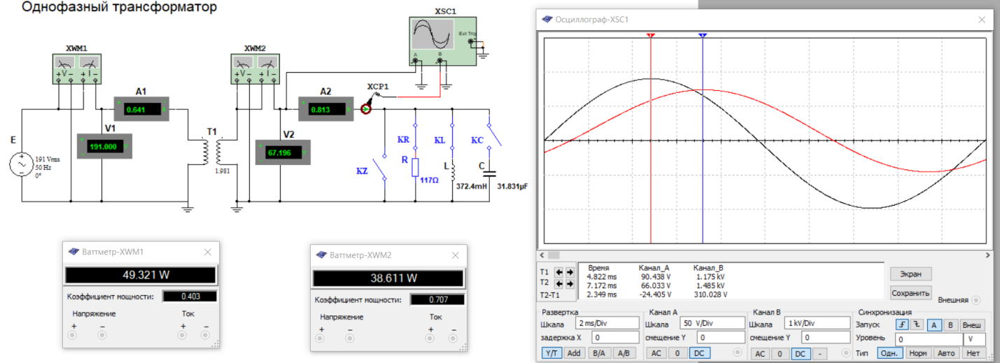 Однофазный трансформатор
XSC1
Ext Trig
A B
XWM1
XWM2
+V− +I−
+V− +I−
A1
0.641 A
A2
0.813
XCP1
V1
191.000 V
V2
67.196 V
T1
1.981
E
191 Vrms
50 Hz
0°
KZ
KR
R
117Ω
KL
L
372.4mH
KC
C
31.831µF
Ваттметр-XWM1
49.321 W
Коэффициент мощности: 0.403
Напряжение Ток
+ − + −
Ваттметр-XWM2
38.611 W
Коэффициент мощности: 0.707
Напряжение Ток
+ − + −
Осциллограф-XSC1
1 2
Время Канал_A Канал_B
T1 4.822 ms 90.438 V 1.175 kV
T2 7.172 ms 66.033 V 1.485 kV
T2-T1 2.349 ms -24.405 V 310.028 V
Экран
Сохранить
Внешняя
Развертка
Шкала 2 ms/Div
задержка X 0
Y/T Add B/A A/B
Канал A
Шкала 50 V/Div
смещение Y 0
AC 0 DC
Канал B
Шкала 1 kV/Div
смещение Y 0
AC 0 DC -
Синхронизация
Запуск A B Внеш
Уровень 0 V
Тип Одн. Норм Авто Нет